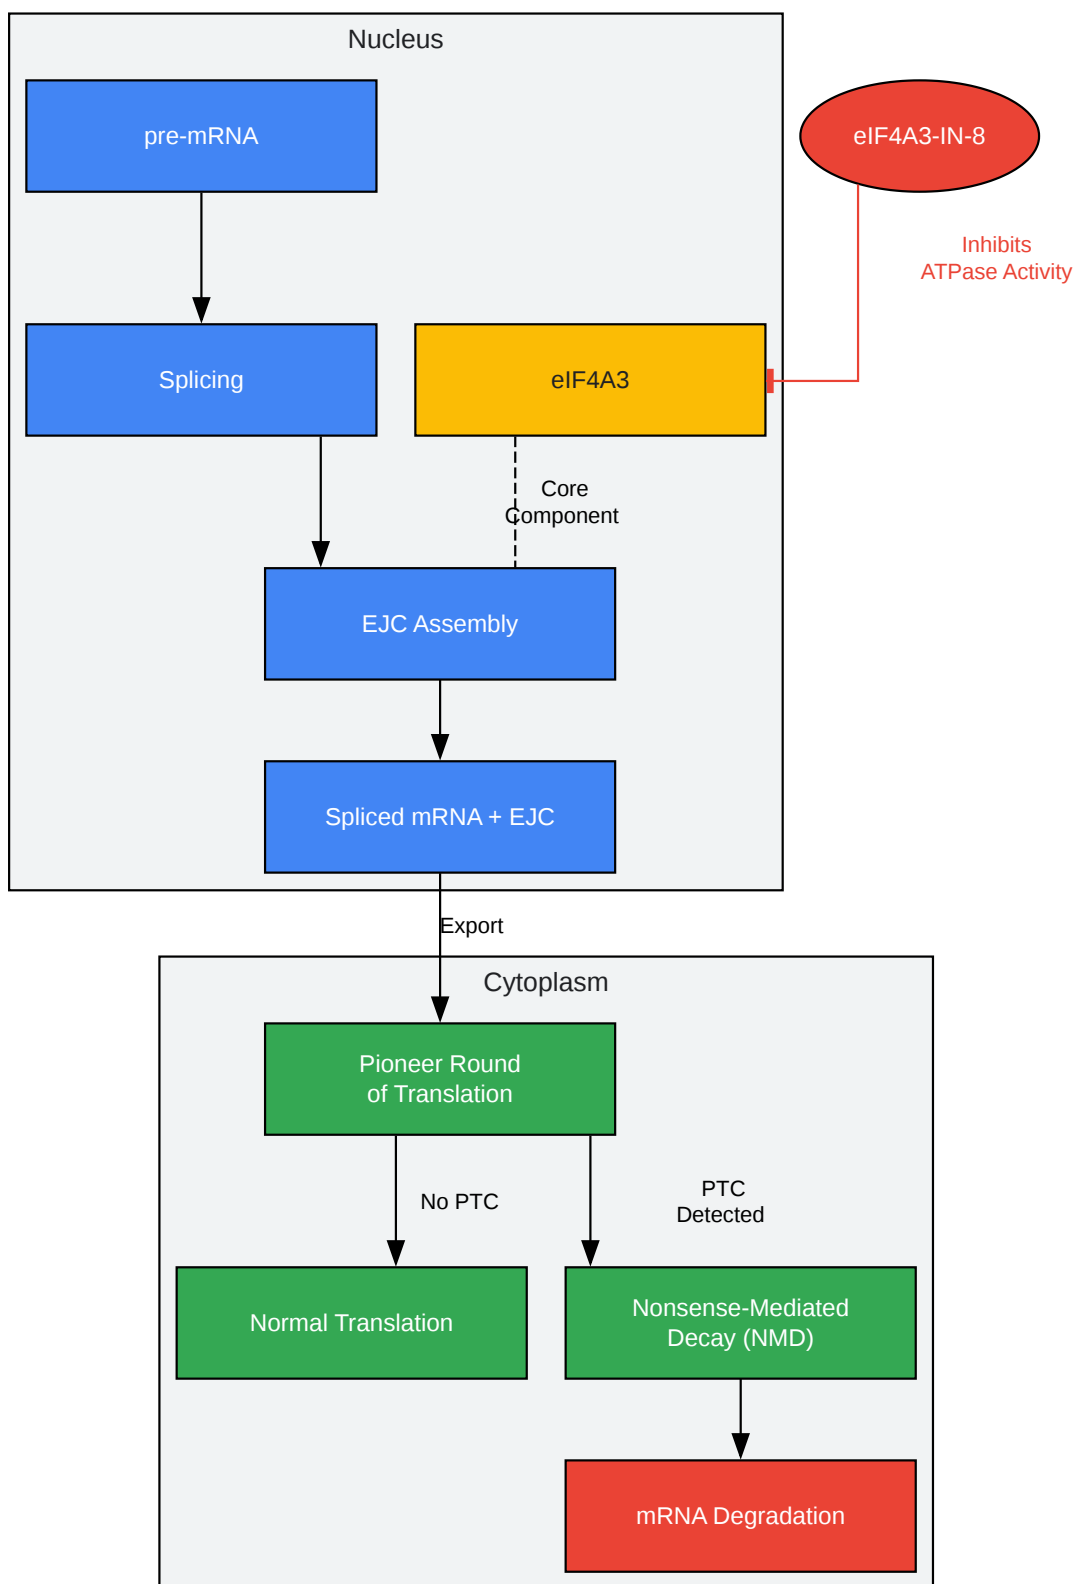 Nucleus
pre-mRNA
eIF4A3-IN-8
Inhibits
ATPase Activity
Splicing
eIF4A3
Core
Component
EJC Assembly
Spliced mRNA + EJC
Export
Cytoplasm
Pioneer Round
of Translation
No PTC
PTC
Detected
Normal Translation
Nonsense-Mediated
Decay (NMD)
mRNA Degradation